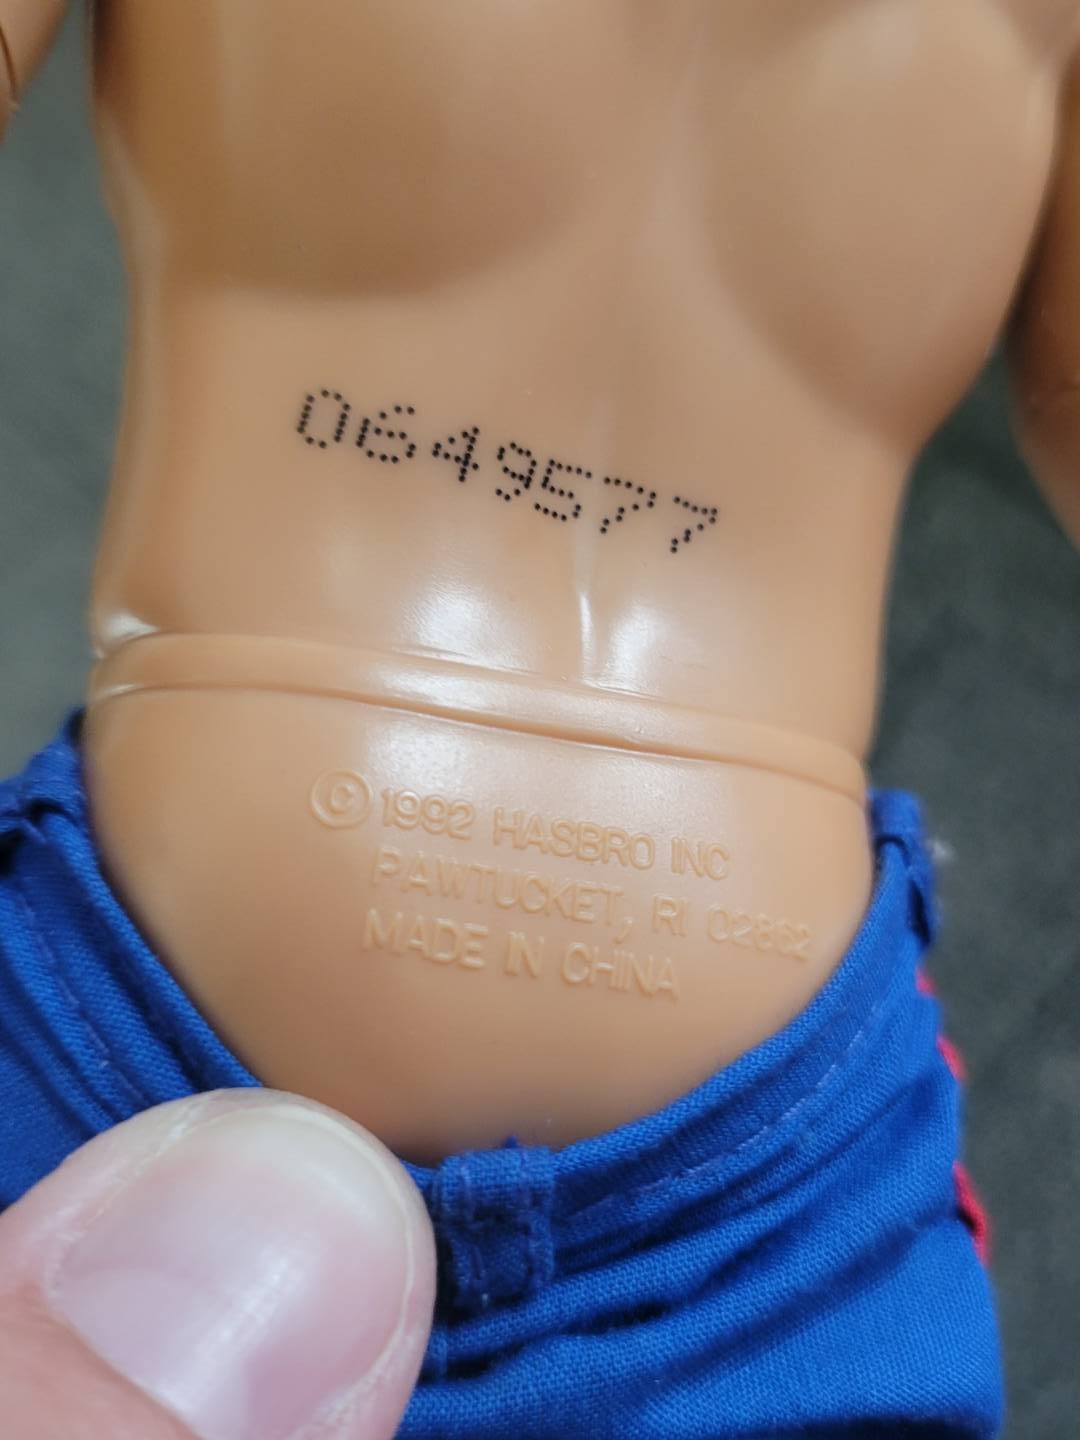 0649577
© 1992 HASBRO INC
PAWTUCKET, RI 02862
MADE IN CHINA